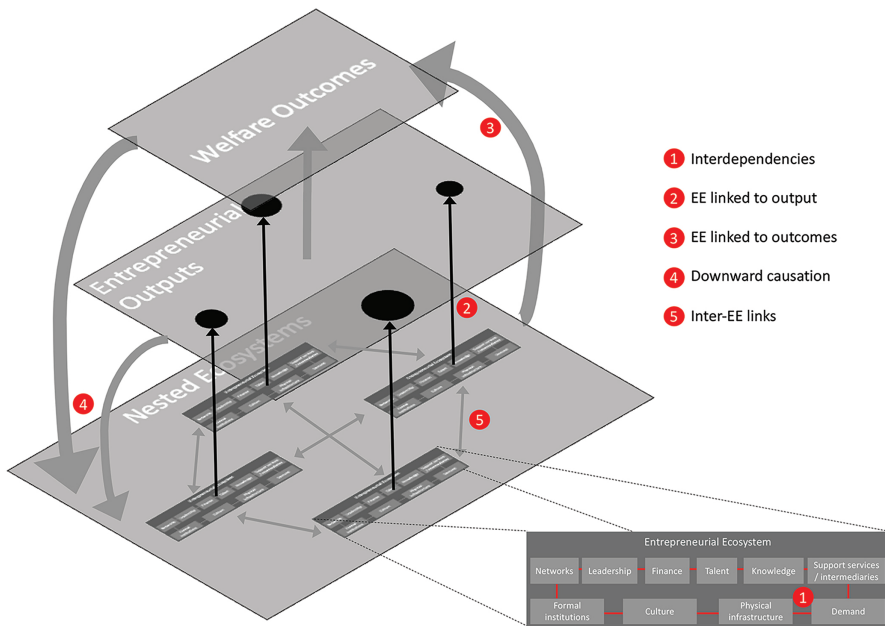 Welfare Outcomes
3
Entrepreneurial
Outputs
2
Nested Ecosystems
4
5
1 Interdependencies
2 EE linked to output
3 EE linked to outcomes
4 Downward causation
5 Inter-EE links
Entrepreneurial Ecosystem
Networks
Leadership
Finance
Talent
Knowledge
Support services
/ intermediaries
1
Formal
institutions
Culture
Physical
infrastructure
Demand